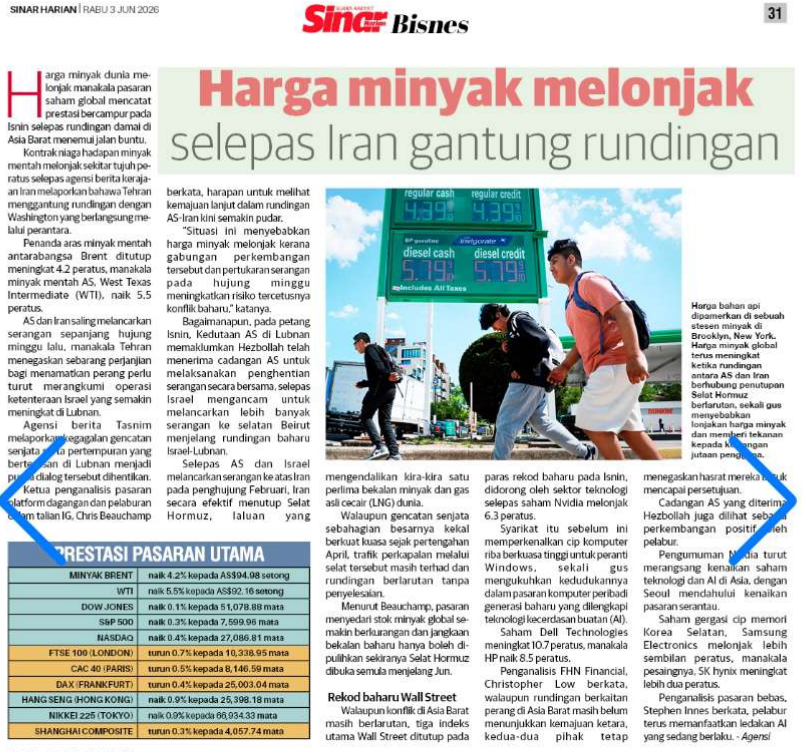 SINAR HARIAN | RABU 3 JUN 2026
SUARA RAKYAT
Sinar
Harian
Bisnes
31
Harga minyak melonjak
selepas Iran gantung rundingan
Harga minyak dunia me-
lonjak manakala pasaran
saham global mencatat
prestasi bercampur pada
Isnin selepas rundingan damai di
Asia Barat menemui jalan buntu.
Kontrak niaga hadapan minyak
mentah melonjak sekitar tujuh pe-
ratus selepas agensi berita keraja-
an Iran melaporkan bahawa Tehran
menggantung rundingan dengan
Washington yang berlangsung me-
lalui perantara.
Penanda aras minyak mentah
antarabangsa Brent ditutup
meningkat 4.2 peratus, manakala
minyak mentah AS, West Texas
Intermediate (WTI), naik 5.5
peratus.
AS dan Iran saling melancarkan
serangan sepanjang hujung
minggu lalu, manakala Tehran
menegaskan sebarang perjanjian
bagi menamatkan perang perlu
turut merangkumi operasi
ketenteraan Israel yang semakin
meningkat di Lubnan.
Agensi berita Tasnim
melaporkan kegagalan gencatan
senjata serta pertempuran yang
berterusan di Lubnan menjadi
punca dialog tersebut dihentikan.
Ketua penganalisis pasaran
platform dagangan dan pelaburan
dalam talian IG, Chris Beauchamp
berkata, harapan untuk melihat
kemajuan lanjut dalam rundingan
AS-Iran kini semakin pudar.
"Situasi ini menyebabkan
harga minyak melonjak kerana
gabungan perkembangan
tersebut dan pertukaran serangan
pada hujung minggu
meningkatkan risiko tercetusnya
konflik baharu," katanya.
Bagaimanapun, pada petang
Isnin, Kedutaan AS di Lubnan
memaklumkan Hezbollah telah
menerima cadangan AS untuk
melaksanakan penghentian
serangan secara bersama, selepas
Israel mengancam untuk
melancarkan lebih banyak
serangan ke selatan Beirut
menjelang rundingan baharu
Israel-Lubnan.
Selepas AS dan Israel
melancarkan serangan ke atas Iran
pada penghujung Februari, Iran
secara efektif menutup Selat
Hormuz, laluan yang
regular cash
regular credit
4.39
4.39
BP gasoline
invigorate
diesel cash
diesel credit
5.79
5.79
Includes All Taxes
DUNKIN'
Harga bahan api
dipamerkan di sebuah
stesen minyak di
Brooklyn, New York.
Harga minyak global
terus meningkat
ketika rundingan
antara AS dan Iran
berhubung penutupan
Selat Hormuz
berlarutan, sekali gus
menyebabkan
lonjakan harga minyak
dan memberi tekanan
kepada kewangan
jutaan pengguna.
mengendalikan kira-kira satu
perlima bekalan minyak dan gas
asli cecair (LNG) dunia.
Walaupun gencatan senjata
sebahagian besarnya kekal
berkuat kuasa sejak pertengahan
April, trafik perkapalan melalui
selat tersebut masih terhad dan
rundingan berlarutan tanpa
penyelesaian.
Menurut Beauchamp, pasaran
menyedari stok minyak global se-
makin berkurangan dan jangkaan
bekalan baharu hanya boleh di-
pulihkan sekiranya Selat Hormuz
dibuka semula menjelang Jun.
Rekod baharu Wall Street
Walaupun konflik di Asia Barat
masih berlarutan, tiga indeks
utama Wall Street ditutup pada
paras rekod baharu pada Isnin,
didorong oleh sektor teknologi
selepas saham Nvidia melonjak
6.3 peratus.
Syarikat itu sebelum ini
memperkenalkan cip komputer
riba berkuasa tinggi untuk peranti
Windows, sekali gus
mengukuhkan kedudukannya
dalam pasaran komputer peribadi
generasi baharu yang dilengkapi
teknologi kecerdasan buatan (AI).
Saham Dell Technologies
meningkat 10.7 peratus, manakala
HP naik 8.5 peratus.
Penganalisis FHN Financial,
Christopher Low berkata,
walaupun rundingan berkaitan
perang di Asia Barat masih belum
menunjukkan kemajuan ketara,
kedua-dua pihak tetap
menegaskan hasrat mereka untuk
mencapai persetujuan.
Cadangan AS yang diterima
Hezbollah juga dilihat sebagai
perkembangan positif oleh
pelabur.
Pengumuman Nvidia turut
merangsang kenaikan saham
teknologi dan AI di Asia, dengan
Seoul mendahului kenaikan
pasaran serantau.
Saham gergasi cip memori
Korea Selatan, Samsung
Electronics melonjak lebih
sembilan peratus, manakala
pesaingnya, SK hynix meningkat
lebih dua peratus.
Penganalisis pasaran bebas,
Stephen Innes berkata, pelabur
terus memanfaatkan ledakan AI
yang sedang berlaku. - Agensi
PRESTASI PASARAN UTAMA
MINYAK BRENT naik 4.2% kepada AS$94.98 setong
WTI naik 5.5% kepada AS$92.16 setong
DOW JONES naik 0.1% kepada 51,078.88 mata
S&P 500 naik 0.3% kepada 7,599.96 mata
NASDAQ naik 0.4% kepada 27,086.81 mata
FTSE 100 (LONDON) turun 0.7% kepada 10,338.95 mata
CAC 40 (PARIS) turun 0.5% kepada 8,146.59 mata
DAX (FRANKFURT) turun 0.4% kepada 25,003.04 mata
HANG SENG (HONG KONG) naik 0.9% kepada 25,398.18 mata
NIKKEI 225 (TOKYO) naik 0.9% kepada 66,934.33 mata
SHANGHAI COMPOSITE turun 0.3% kepada 4,057.74 mata